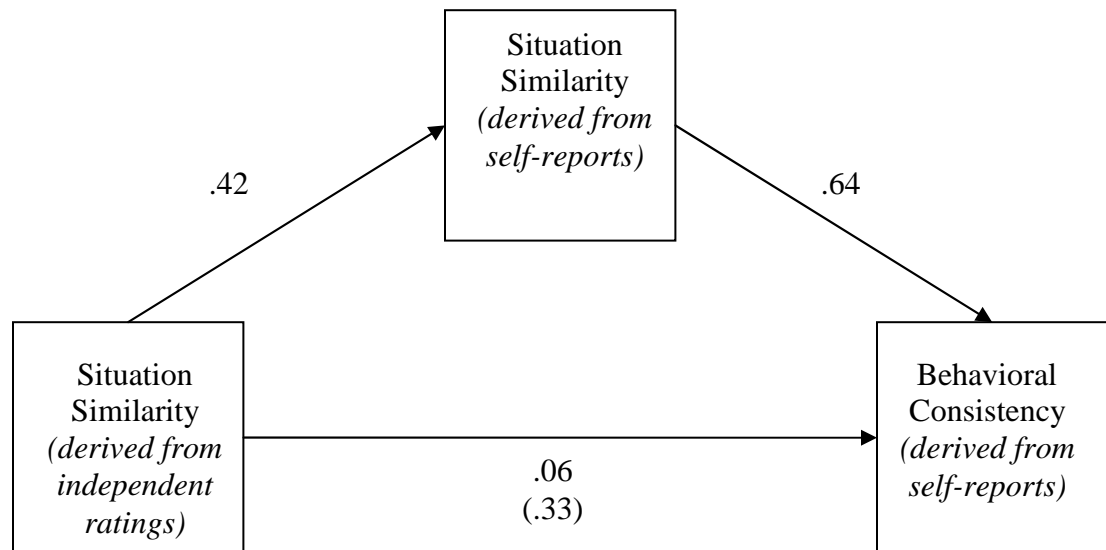 Situation
Similarity
(derived from
self-reports)
.42
.64
Situation
Similarity
(derived from
independent
ratings)
.06
(.33)
Behavioral
Consistency
(derived from
self-reports)